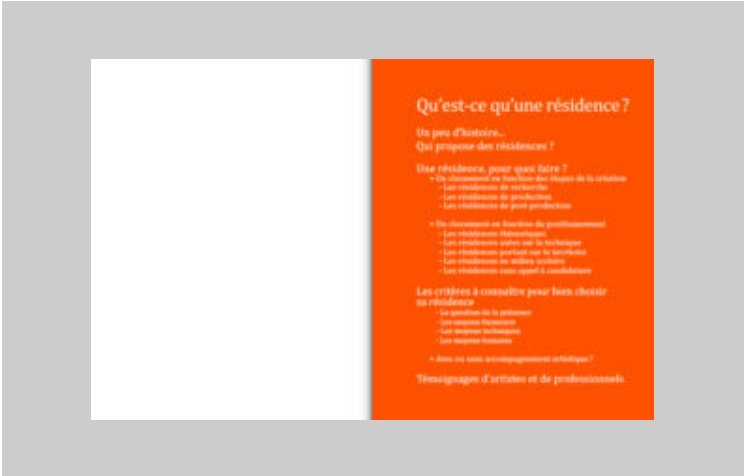 Qu'est-ce qu'une résidence ?
Un peu d'histoire...
Qui propose des résidences ?
Une résidence, pour quoi faire ?
• Un classement en fonction des étapes de la création
- Les résidences de recherche
- Les résidences de production
- Les résidences de post-production
• Un classement en fonction du positionnement
- Les résidences thématiques
- Les résidences axées sur la technique
- Les résidences portant sur le territoire
- Les résidences en milieu scolaire
- Les résidences sans appel à candidature
Les critères à connaître pour bien choisir
sa résidence
- La question de la présence
- Les moyens financiers
- Les moyens techniques
- Les moyens humains
• Avec ou sans accompagnement artistique ?
Témoignages d'artistes et de professionnels